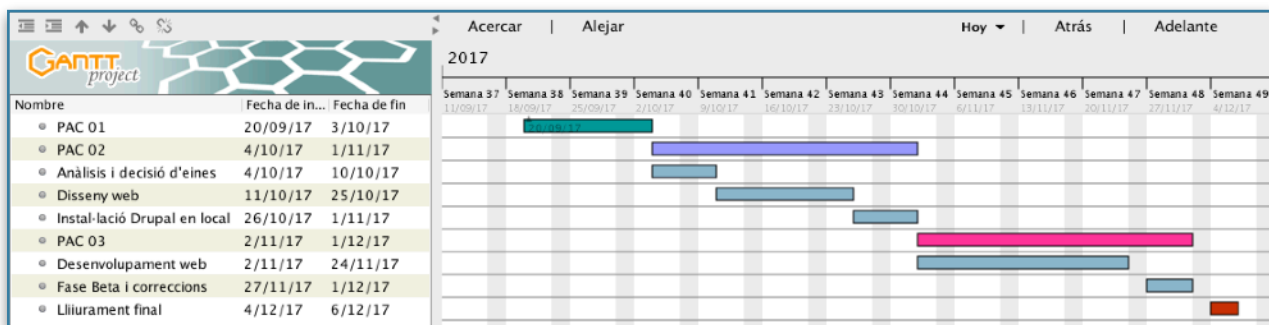 Acercar | Alejar Hoy | Atrás | Adelante
GANTT project
2017
Semana 37 Semana 38 Semana 39 Semana 40 Semana 41 Semana 42 Semana 43 Semana 44 Semana 45 Semana 46 Semana 47 Semana 48 Semana 49
11/09/17 18/09/17 25/09/17 2/10/17 9/10/17 16/10/17 23/10/17 30/10/17 6/11/17 13/11/17 20/11/17 27/11/17 4/12/17
Nombre Fecha de in... Fecha de fin
PAC 01 20/09/17 3/10/17 20/09/17
PAC 02 4/10/17 1/11/17
Anàlisis i decisió d'eines 4/10/17 10/10/17
Disseny web 11/10/17 25/10/17
Instal·lació Drupal en local 26/10/17 1/11/17
PAC 03 2/11/17 1/12/17
Desenvolupament web 2/11/17 24/11/17
Fase Beta i correccions 27/11/17 1/12/17
Lliiurament final 4/12/17 6/12/17